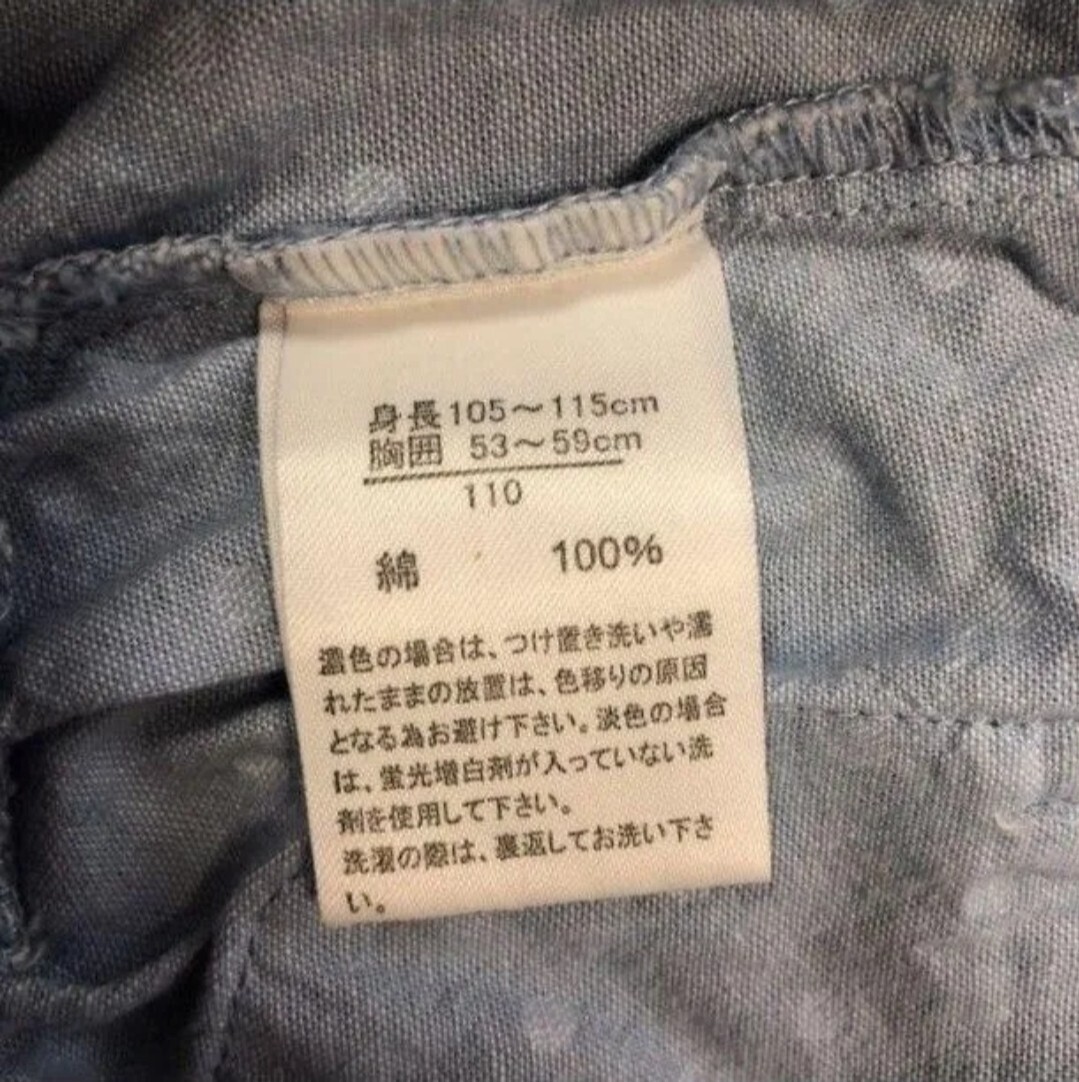 身長105～115cm
胸囲 53～59cm
110
綿 100%
濃色の場合は、つけ置き洗いや濡
れたままの放置は、色移りの原因
となる為お避け下さい。淡色の場合
は、蛍光増白剤が入っていない洗
剤を使用して下さい。
洗濯の際は、裏返してお洗い下さ
い。